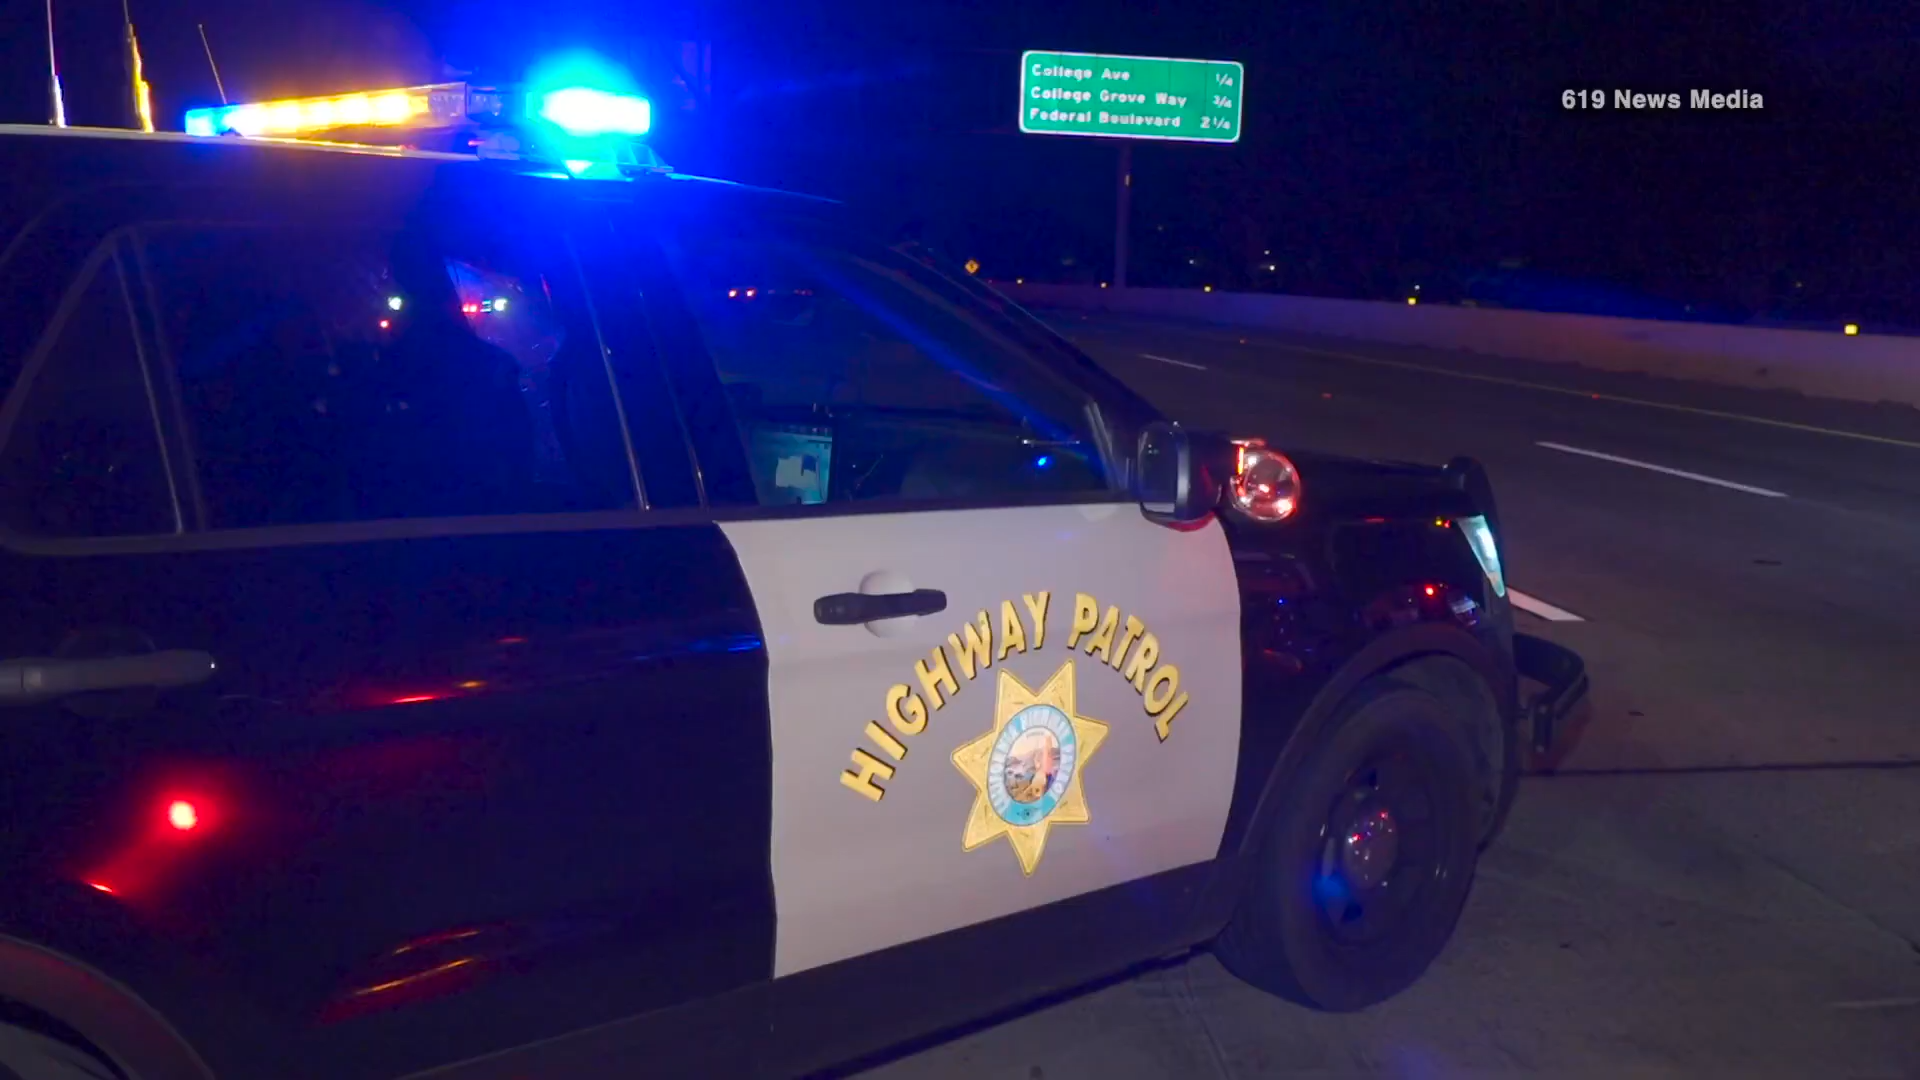 College Ave 1/4
College Grove Way 3/4
Federal Boulevard 2 1/4
619 News Media
HIGHWAY PATROL